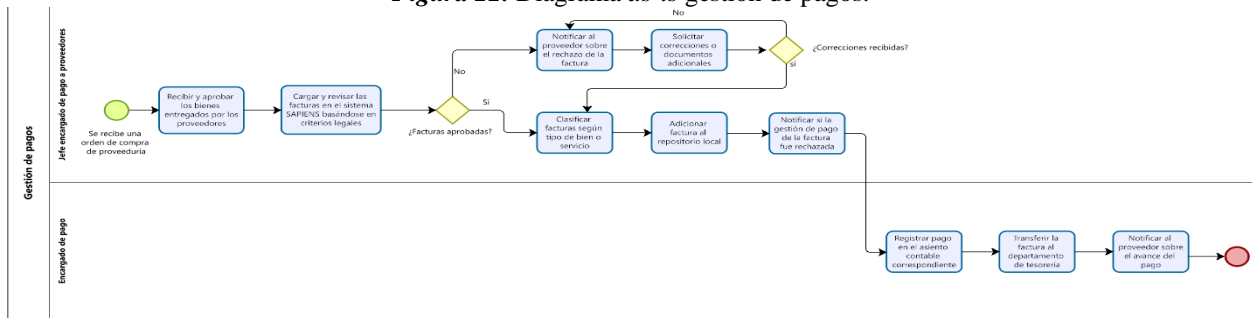 Figura 22. Diagrama as-is gestión de pagos.
Gestión de pagos
Jefe encargado de pago a proveedores
Se recibe una
orden de compra
de proveeduría
Recibir y aprobar
los bienes
entregados por los
proveedores
Cargar y revisar las
facturas en el sistema
SAPIENS basándose en
criterios legales
¿Facturas aprobadas?
No
Si
Notificar al
proveedor sobre
el rechazo de la
factura
Solicitar
correcciones o
documentos
adicionales
No
¿Correcciones recibidas?
si
Clasificar
facturas según
tipo de bien o
servicio
Adicionar
factura al
repositorio local
Notificar si la
gestión de pago
de la factura
fue rechazada
Encargado de pago
Registrar pago
en el asiento
contable
correspondiente
Transferir la
factura al
departamento
de tesorería
Notificar al
proveedor sobre
el avance del
pago